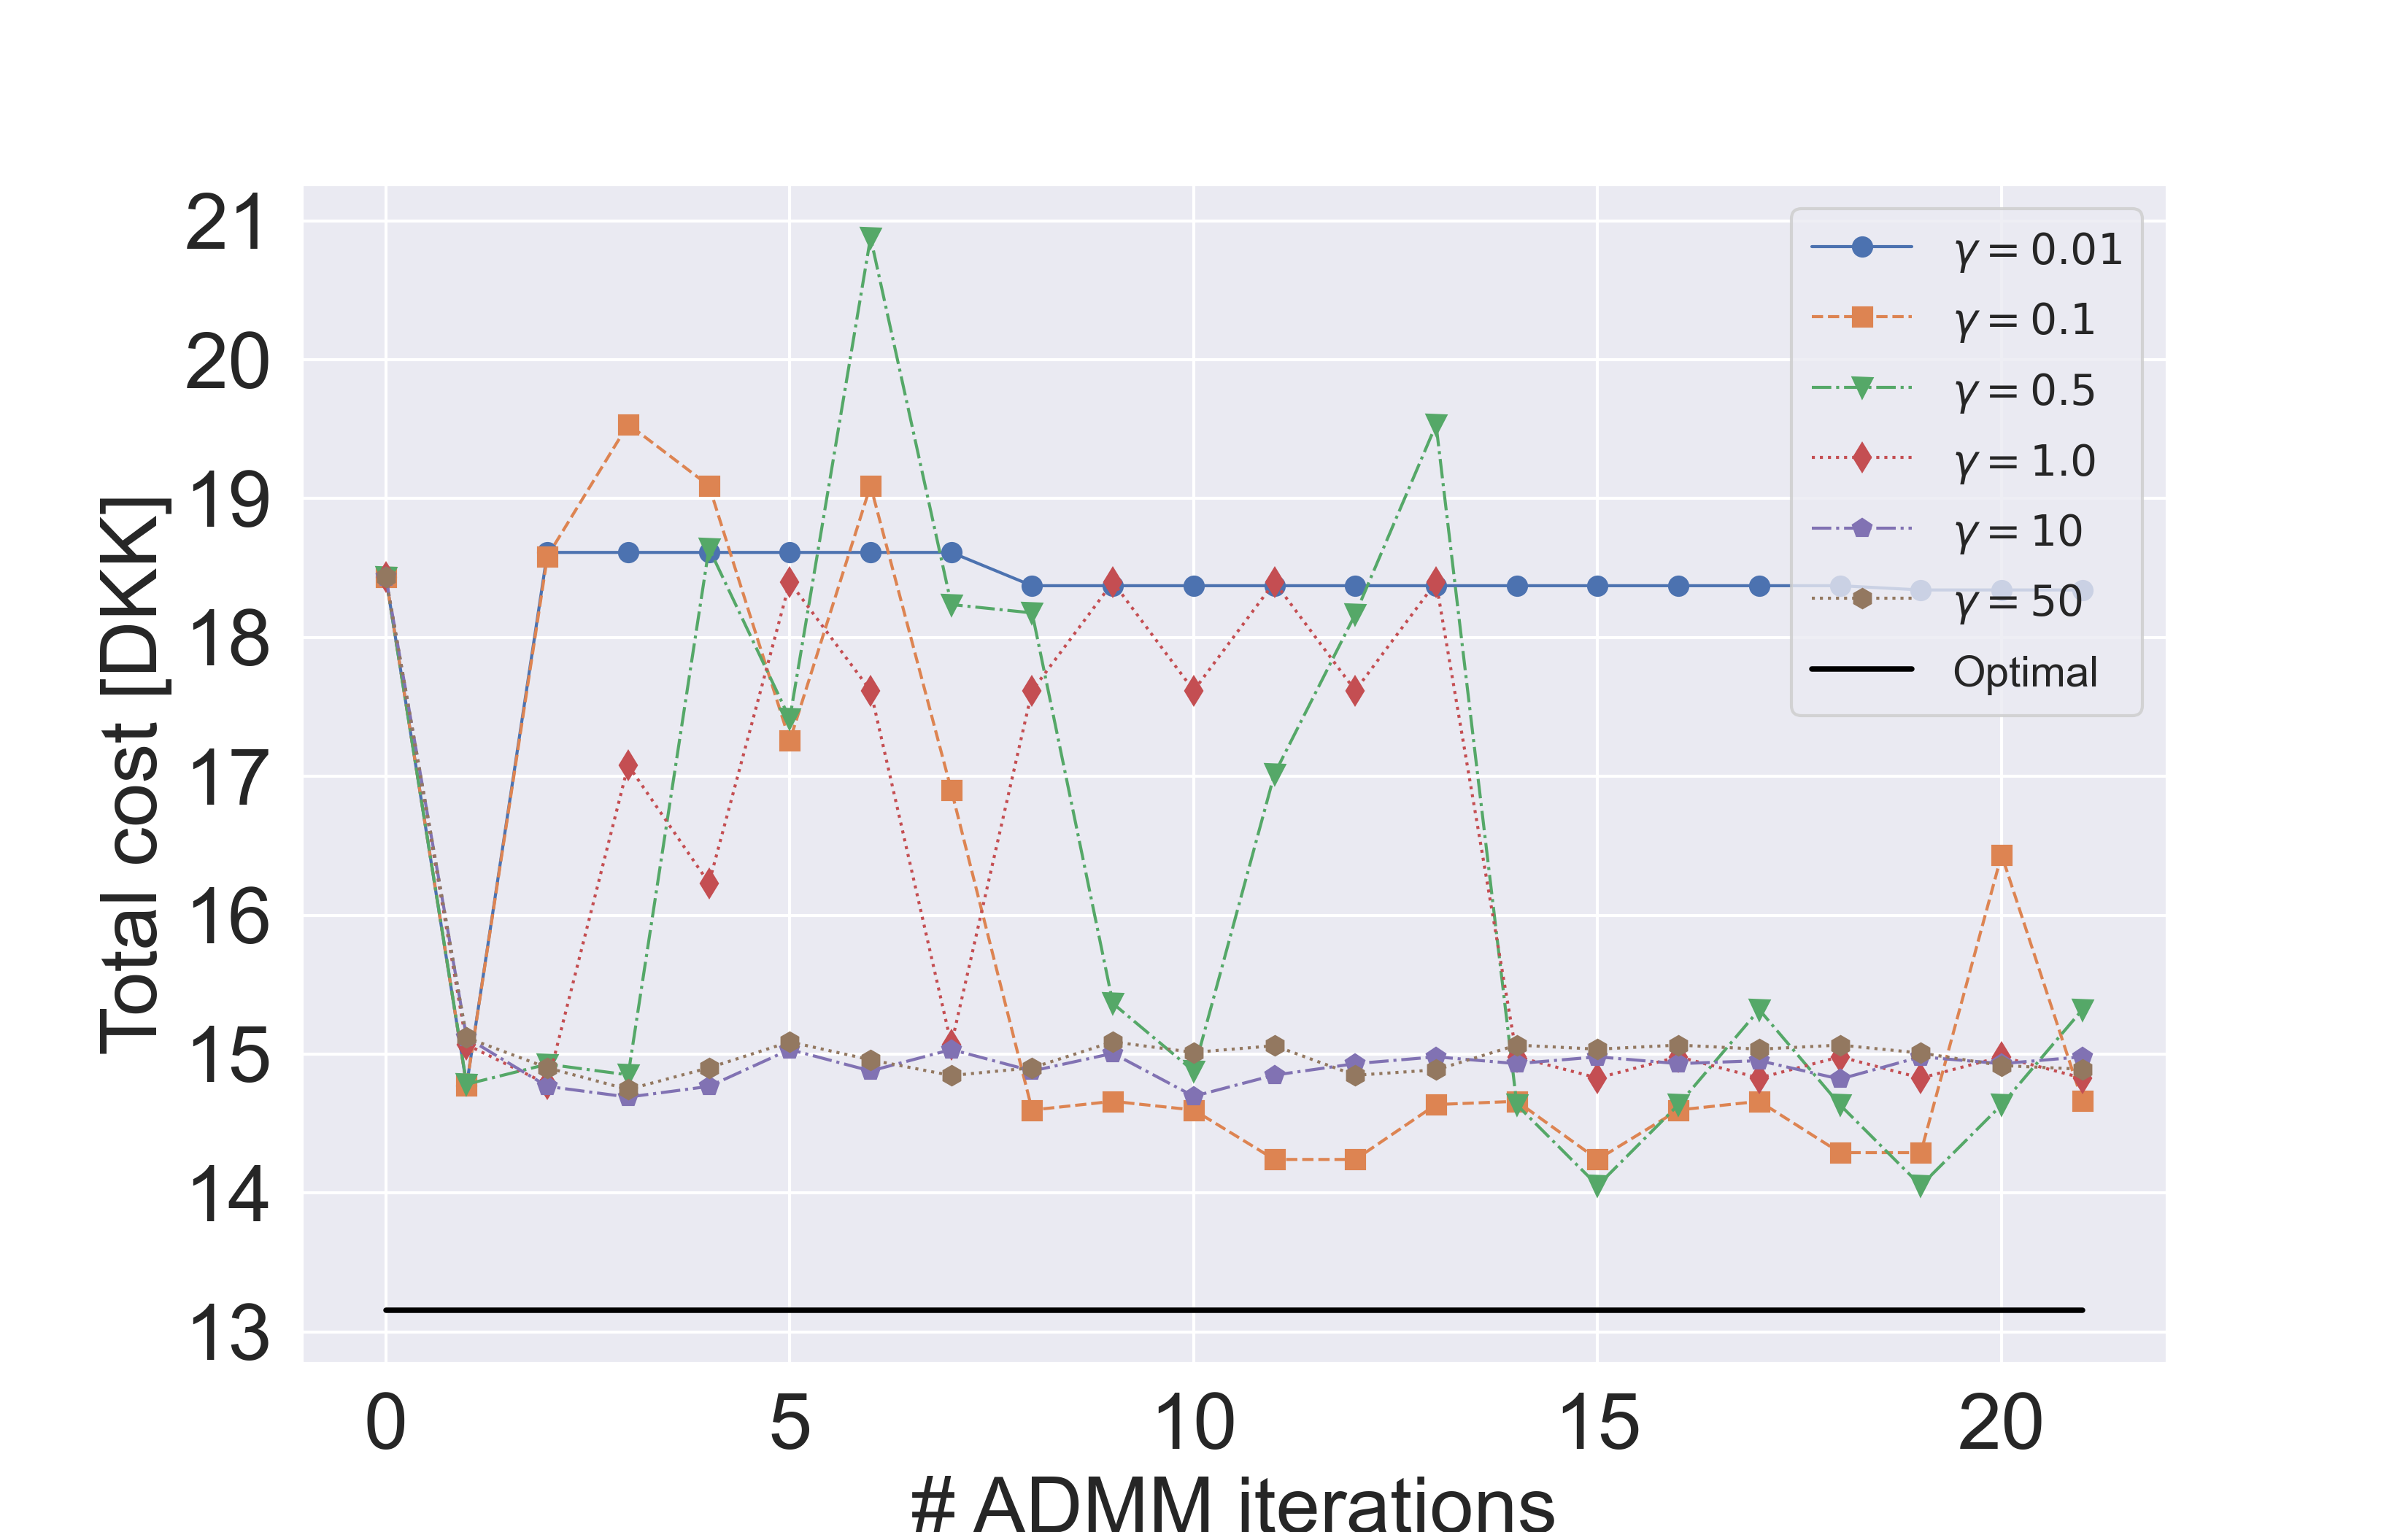 Total cost [DKK]
21
20
19
18
17
16
15
14
13
0 5 10 15 20
# ADMM iterations
γ = 0.01
γ = 0.1
γ = 0.5
γ = 1.0
γ = 10
γ = 50
Optimal